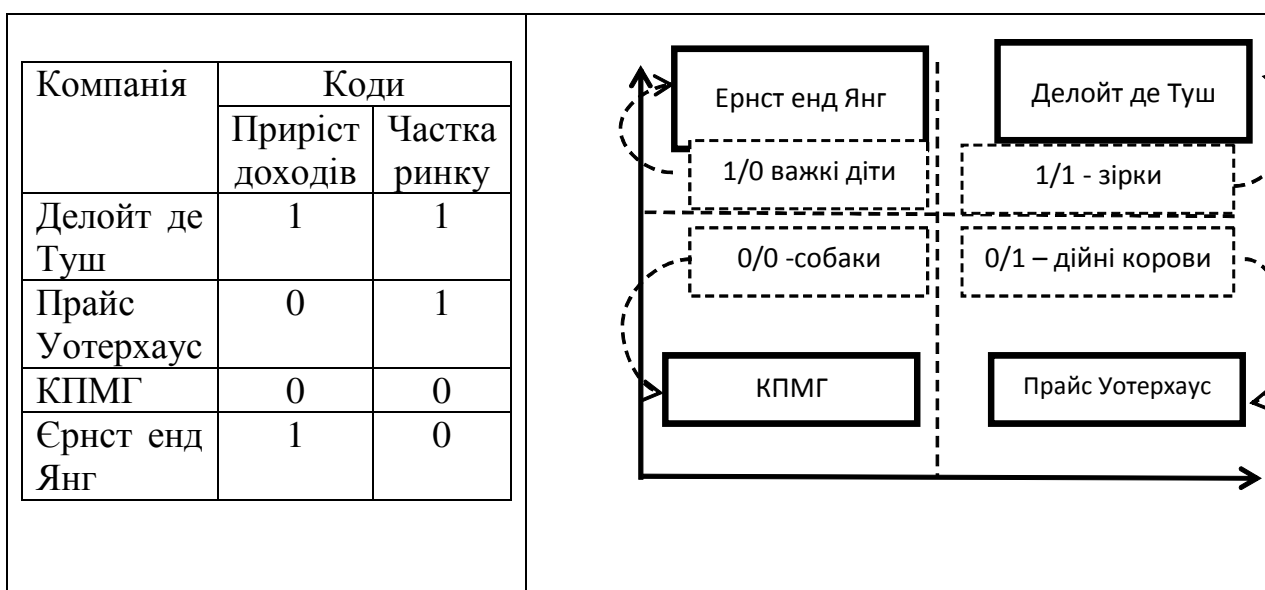 Компанія
Коди
Приріст
доходів
Частка
ринку
Делойт де
Туш
1
1
Прайс
Уотерхаус
0
1
КПМГ
0
0
Єрнст енд
Янг
1
0
Ернст енд Янг
Делойт де Туш
1/0 важкі діти
1/1 - зірки
0/0 -собаки
0/1 – дійні корови
КПМГ
Прайс Уотерхаус